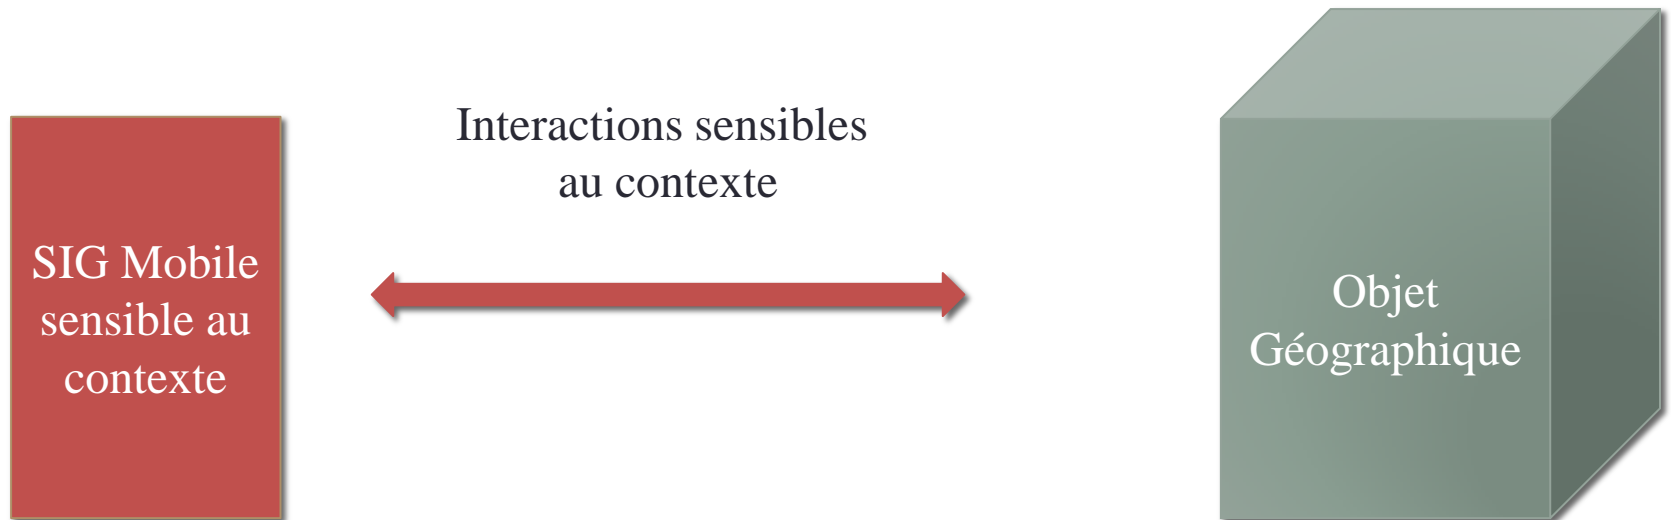 SIG Mobile
sensible au
contexte
Interactions sensibles
au contexte
Objet
Géographique